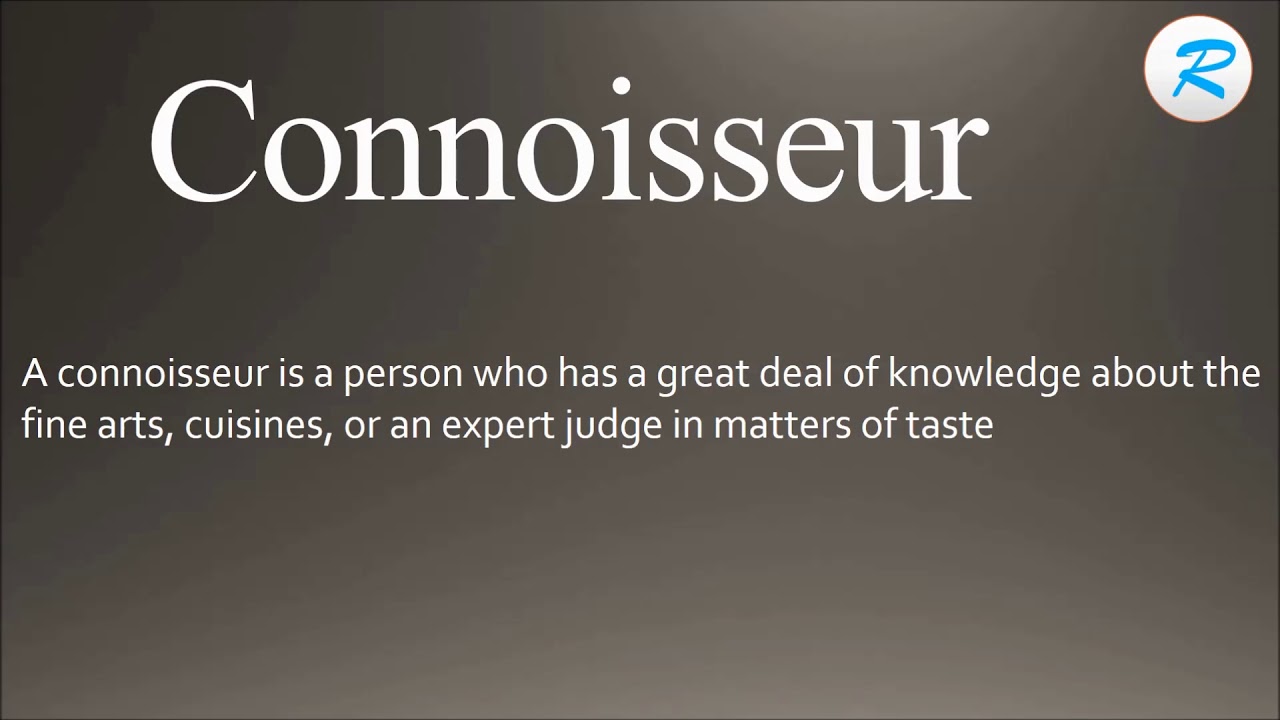 R
Connoisseur
A connoisseur is a person who has a great deal of knowledge about the
fine arts, cuisines, or an expert judge in matters of taste